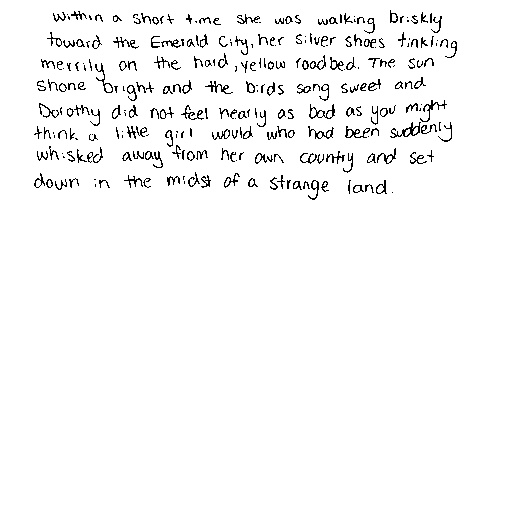 Within a short time she was walking briskly
toward the Emerald City, her silver shoes tinkling
merrily on the hard, yellow roadbed. The sun
shone bright and the birds song sweet and
Dorothy did not feel nearly as bad as you might
think a little girl would who had been suddenly
whisked away from her own country and set
down in the midst of a strange land.